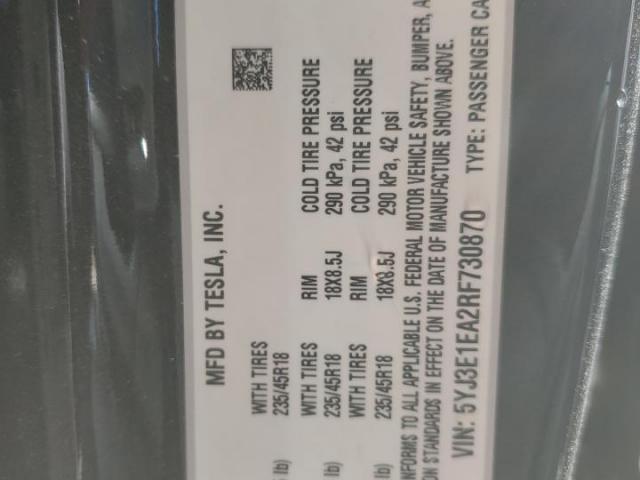 MFD BY TESLA, INC.
WITH TIRES
235/45R18
lb) WITH TIRES RIM COLD TIRE PRESSURE
235/45R18 18X8.5J 290 kPa, 42 psi
lb) WITH TIRES RIM COLD TIRE PRESSURE
235/45R18 18X8.5J 290 kPa, 42 psi
NFORMS TO ALL APPLICABLE U.S. FEDERAL MOTOR VEHICLE SAFETY, BUMPER, A
ON STANDARDS IN EFFECT ON THE DATE OF MANUFACTURE SHOWN ABOVE.
VIN: 5YJ3E1EA2RF730870 TYPE: PASSENGER CA